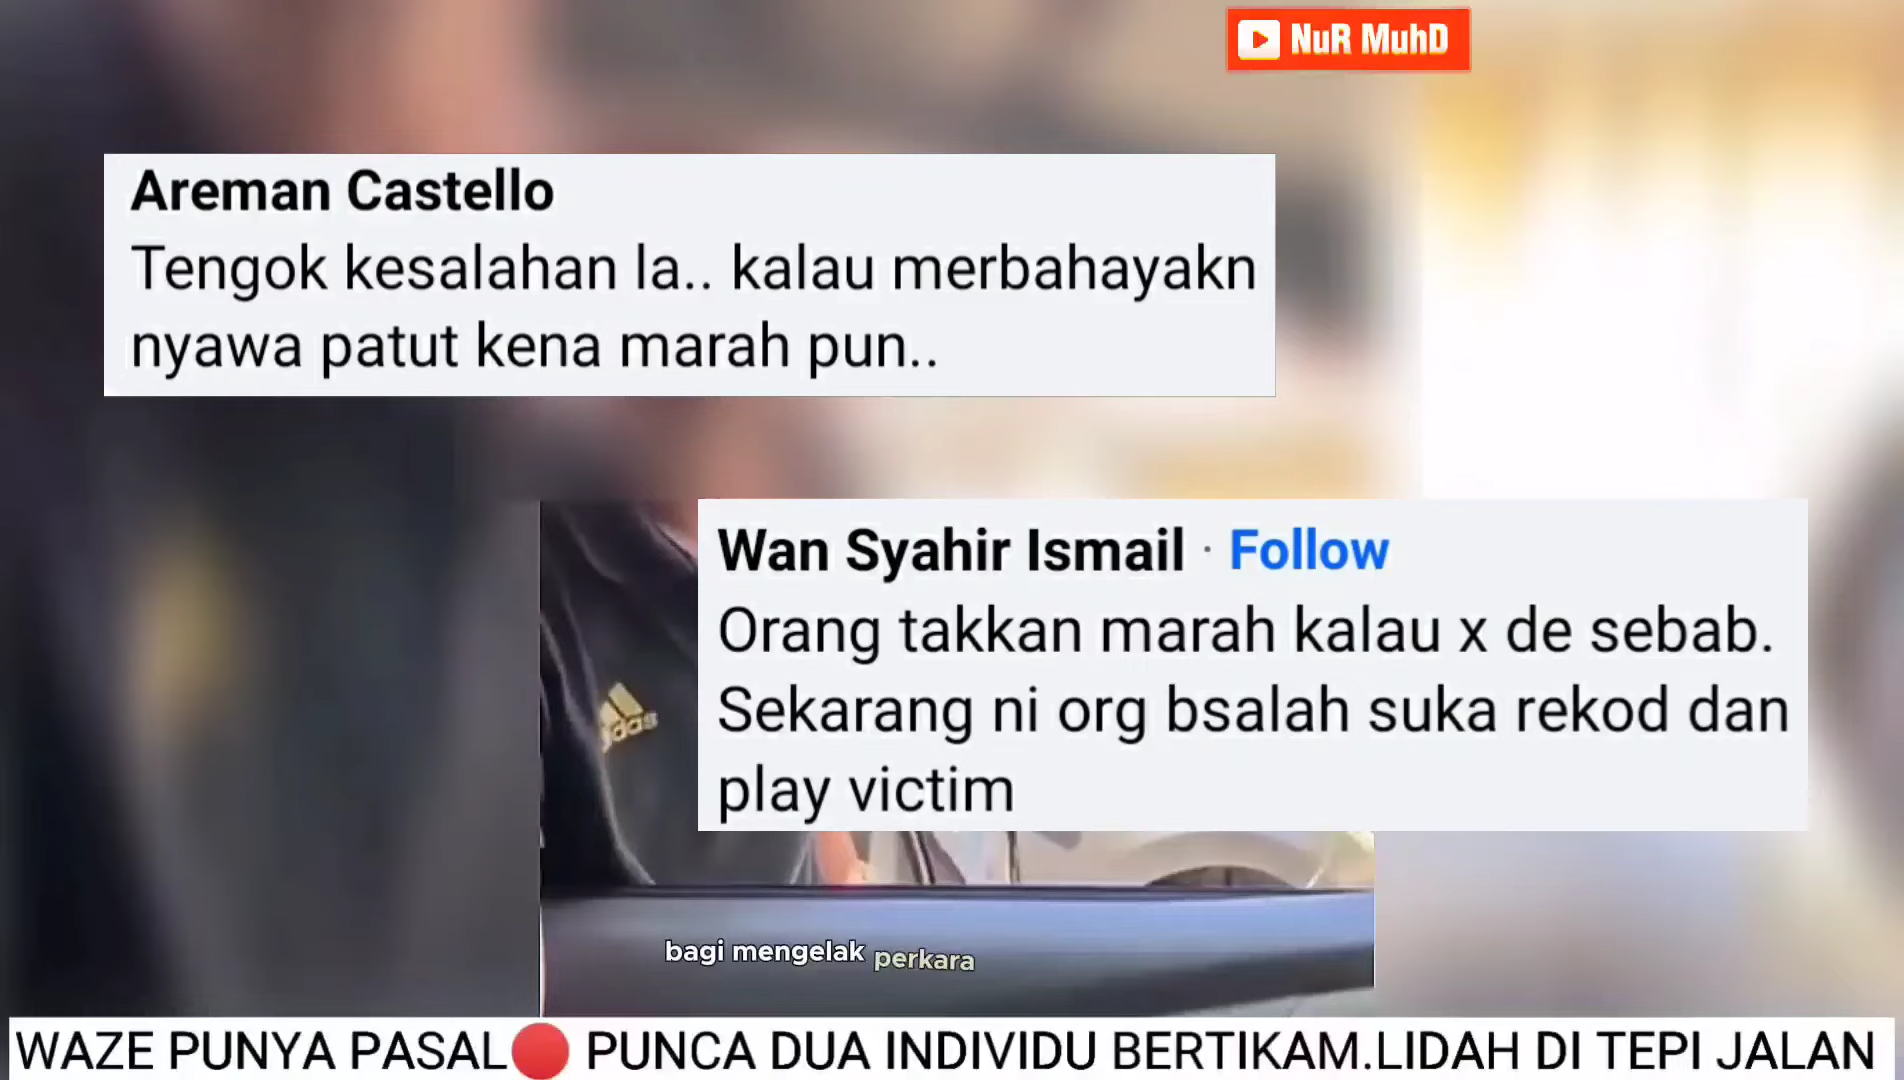 NuR MuhD
Areman Castello
Tengok kesalahan la.. kalau merbahayakn
nyawa patut kena marah pun..
Wan Syahir Ismail · Follow
Orang takkan marah kalau x de sebab.
Sekarang ni org bsalah suka rekod dan
play victim
adidas
bagi mengelak perkara
WAZE PUNYA PASAL🔴 PUNCA DUA INDIVIDU BERTIKAM.LIDAH DI TEPI JALAN